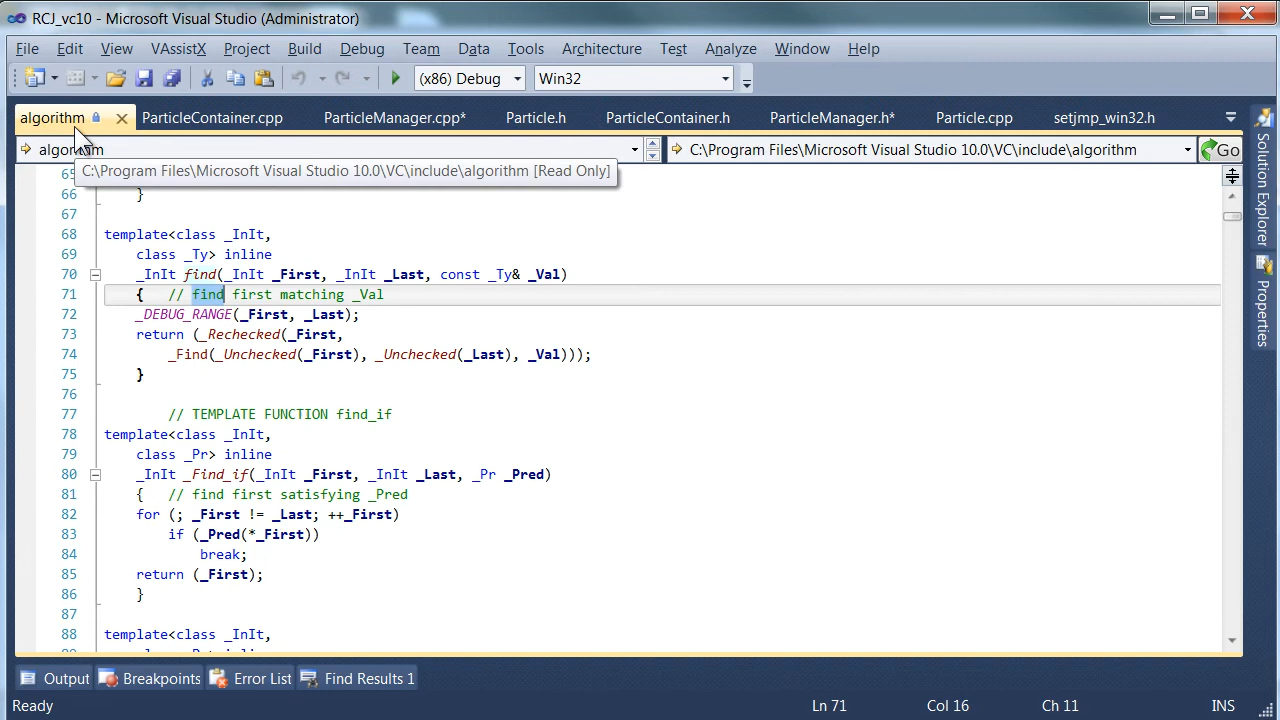 RCJ_vc10 - Microsoft Visual Studio (Administrator)
File Edit View VAssistX Project Build Debug Team Data Tools Architecture Test Analyze Window Help
(x86) Debug Win32
algorithm ParticleContainer.cpp ParticleManager.cpp* Particle.h ParticleContainer.h ParticleManager.h* Particle.cpp setjmp_win32.h
algorithm C:\Program Files\Microsoft Visual Studio 10.0\VC\include\algorithm Go
C:\Program Files\Microsoft Visual Studio 10.0\VC\include\algorithm [Read Only]
65
66 }
67
68 template<class _InIt,
69 class _Ty> inline
70 _InIt find(_InIt _First, _InIt _Last, const _Ty& _Val)
71 { // find first matching _Val
72 _DEBUG_RANGE(_First, _Last);
73 return (_Rechecked(_First,
74 _Find(_Unchecked(_First), _Unchecked(_Last), _Val)));
75 }
76
77 // TEMPLATE FUNCTION find_if
78 template<class _InIt,
79 class _Pr> inline
80 _InIt _Find_if(_InIt _First, _InIt _Last, _Pr _Pred)
81 { // find first satisfying _Pred
82 for (; _First != _Last; ++_First)
83 if (_Pred(*_First))
84 break;
85 return (_First);
86 }
87
88 template<class _InIt,
Solution Explorer
Properties
Output Breakpoints Error List Find Results 1
Ready Ln 71 Col 16 Ch 11 INS